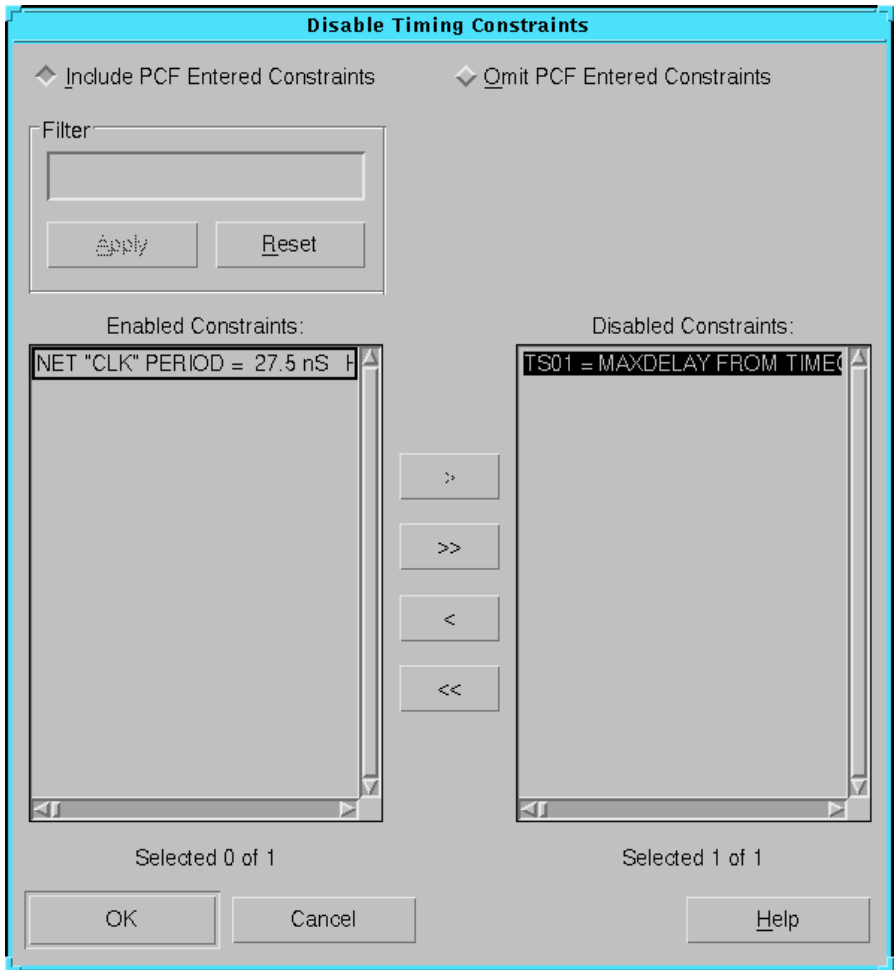 Disable Timing Constraints
Include PCF Entered Constraints
Omit PCF Entered Constraints
Filter
Apply
Reset
Enabled Constraints:
Disabled Constraints:
NET "CLK" PERIOD = 27.5 nS
TS01 = MAXDELAY FROM
>
>>
<
<<
Selected 0 of 1
Selected 1 of 1
OK
Cancel
Help